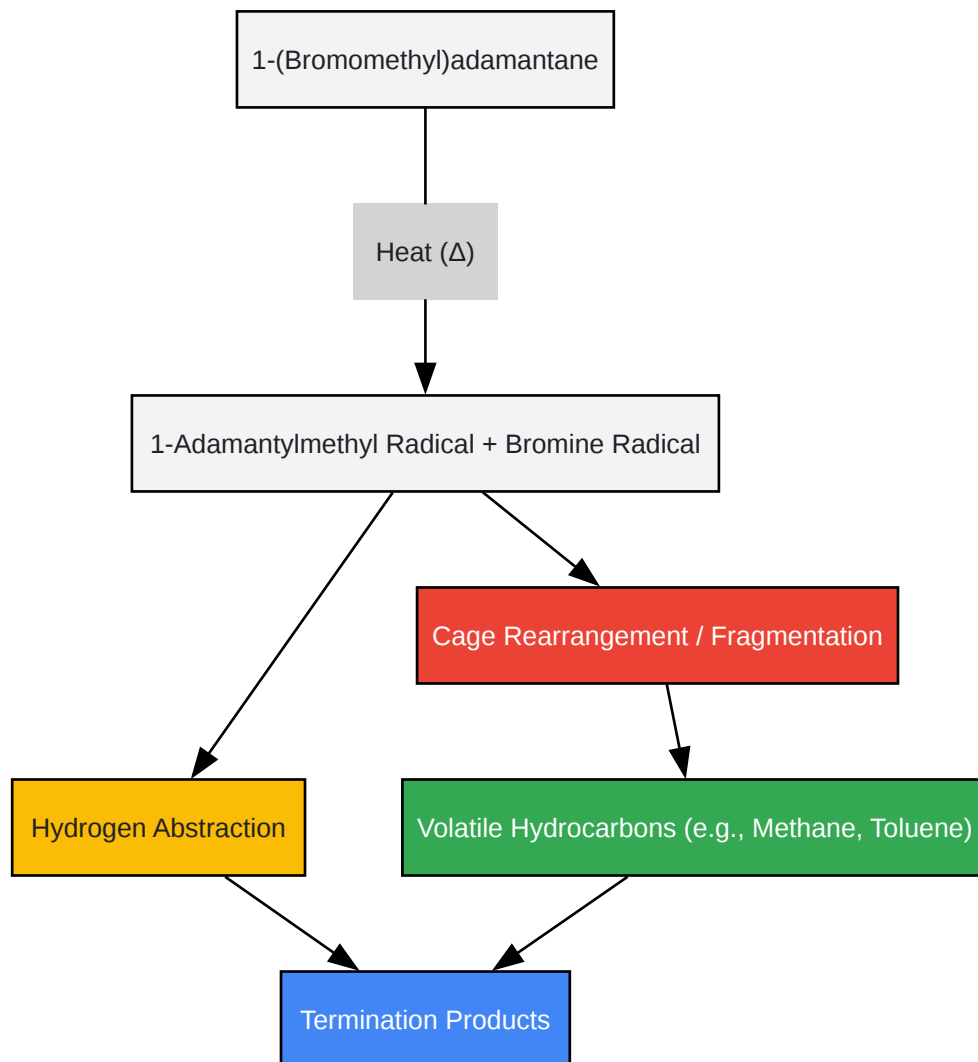 1-(Bromomethyl)adamantane
Heat (Δ)
1-Adamantylmethyl Radical + Bromine Radical
Cage Rearrangement / Fragmentation
Hydrogen Abstraction
Volatile Hydrocarbons (e.g., Methane, Toluene)
Termination Products